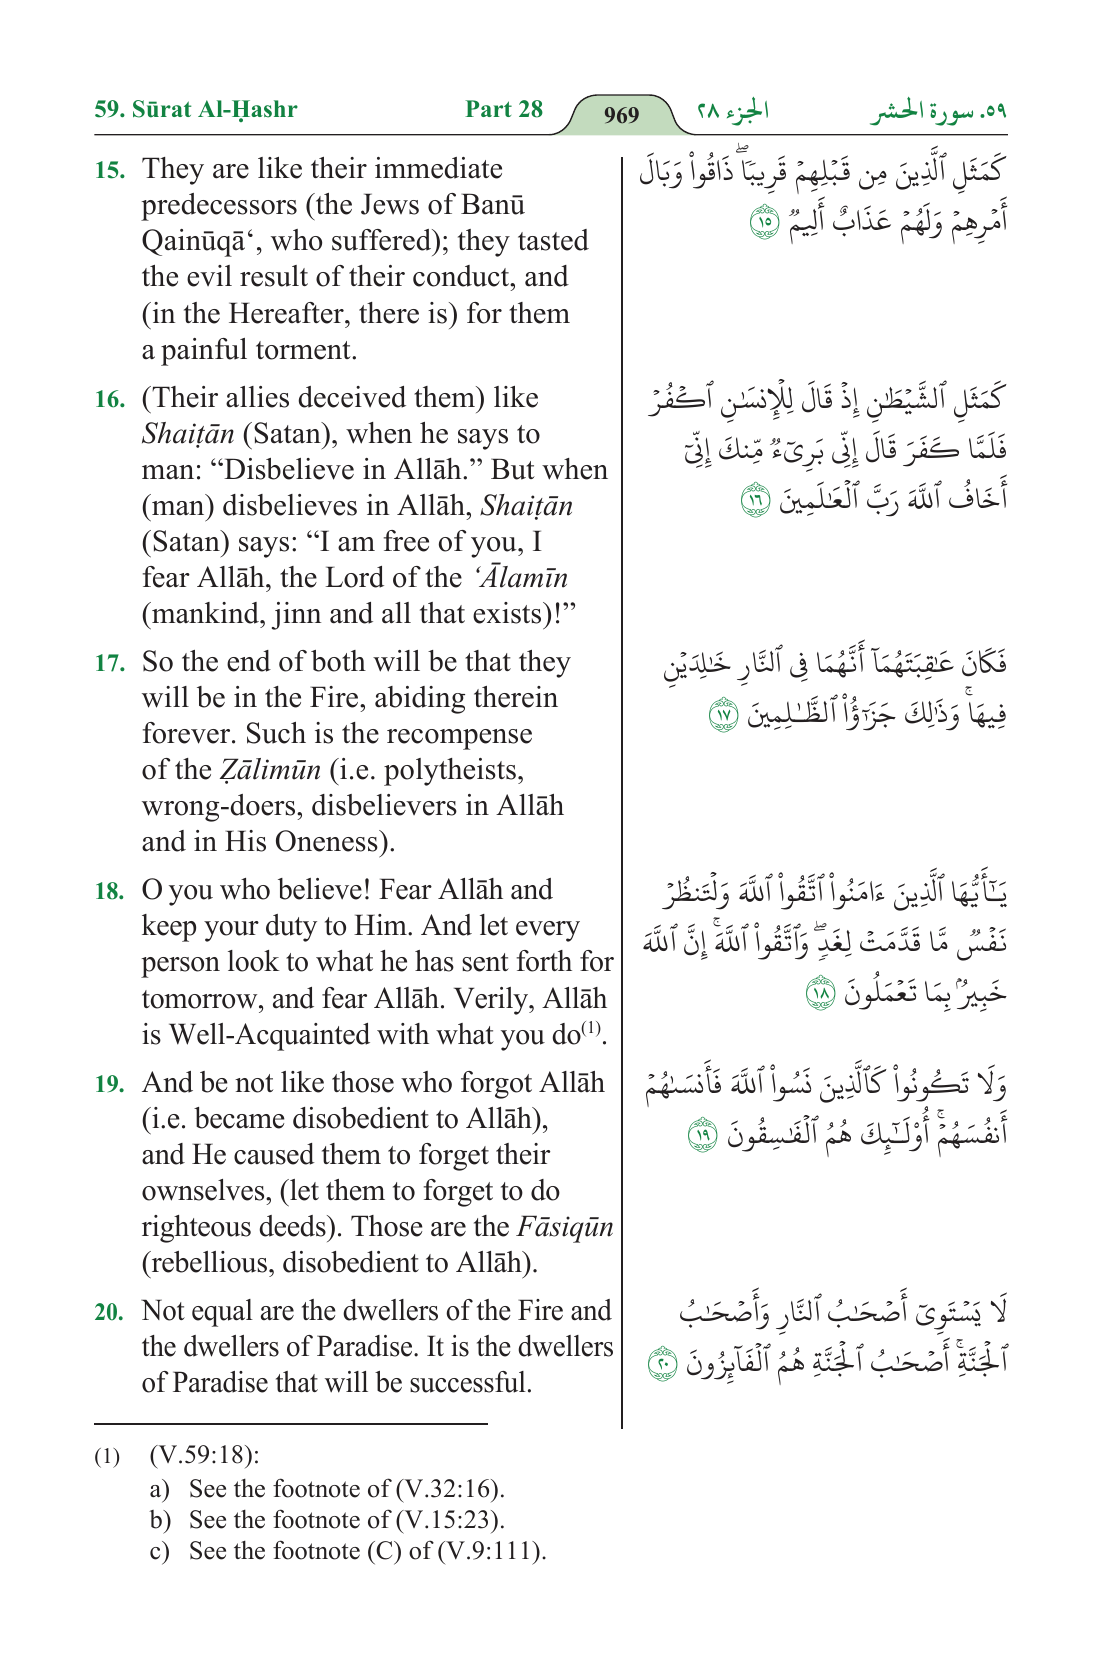 59. Sūrat Al-Ḥashr Part 28 969 الجزء ٢٨ ٥٩. سورة الحشر
15. They are like their immediate
predecessors (the Jews of Banū
Qainūqā‘, who suffered); they tasted
the evil result of their conduct, and
(in the Hereafter, there is) for them
a painful torment.
كَمَثَلِ ٱلَّذِينَ مِن قَبۡلِهِمۡ قَرِيبٗاۖ ذَاقُواْ وَبَالَ
أَمۡرِهِمۡ وَلَهُمۡ عَذَابٌ أَلِيمٞ ١٥
16. (Their allies deceived them) like
Shaiṭān (Satan), when he says to
man: “Disbelieve in Allāh.” But when
(man) disbelieves in Allāh, Shaiṭān
(Satan) says: “I am free of you, I
fear Allāh, the Lord of the ‘Ālamīn
(mankind, jinn and all that exists)!”
كَمَثَلِ ٱلشَّيۡطَٰنِ إِذۡ قَالَ لِلۡإِنسَٰنِ ٱكۡفُرۡ
فَلَمَّا كَفَرَ قَالَ إِنِّي بَرِيٓءٞ مِّنكَ إِنِّيٓ
أَخَافُ ٱللَّهَ رَبَّ ٱلۡعَٰلَمِينَ ١٦
17. So the end of both will be that they
will be in the Fire, abiding therein
forever. Such is the recompense
of the Ẓālimūn (i.e. polytheists,
wrong-doers, disbelievers in Allāh
and in His Oneness).
فَكَانَ عَٰقِبَتَهُمَآ أَنَّهُمَا فِي ٱلنَّارِ خَٰلِدَيۡنِ
فِيهَاۚ وَذَٰلِكَ جَزَٰٓؤُاْ ٱلظَّٰلِمِينَ ١٧
18. O you who believe! Fear Allāh and
keep your duty to Him. And let every
person look to what he has sent forth for
tomorrow, and fear Allāh. Verily, Allāh
is Well-Acquainted with what you do(1).
يَٰٓأَيُّهَا ٱلَّذِينَ ءَامَنُواْ ٱتَّقُواْ ٱللَّهَ وَلۡتَنظُرۡ
نَفۡسٞ مَّا قَدَّمَتۡ لِغَدٖۖ وَٱتَّقُواْ ٱللَّهَۚ إِنَّ ٱللَّهَ
خَبِيرُۢ بِمَا تَعۡمَلُونَ ١٨
19. And be not like those who forgot Allāh
(i.e. became disobedient to Allāh),
and He caused them to forget their
ownselves, (let them to forget to do
righteous deeds). Those are the Fāsiqūn
(rebellious, disobedient to Allāh).
وَلَا تَكُونُواْ كَٱلَّذِينَ نَسُواْ ٱللَّهَ فَأَنسَىٰهُمۡ
أَنفُسَهُمۡۚ أُوْلَٰٓئِكَ هُمُ ٱلۡفَٰسِقُونَ ١٩
20. Not equal are the dwellers of the Fire and
the dwellers of Paradise. It is the dwellers
of Paradise that will be successful.
لَا يَسۡتَوِيٓ أَصۡحَٰبُ ٱلنَّارِ وَأَصۡحَٰبُ
ٱلۡجَنَّةِۚ أَصۡحَٰبُ ٱلۡجَنَّةِ هُمُ ٱلۡفَآئِزُونَ ٢٠
(1) (V.59:18):
a) See the footnote of (V.32:16).
b) See the footnote of (V.15:23).
c) See the footnote (C) of (V.9:111).